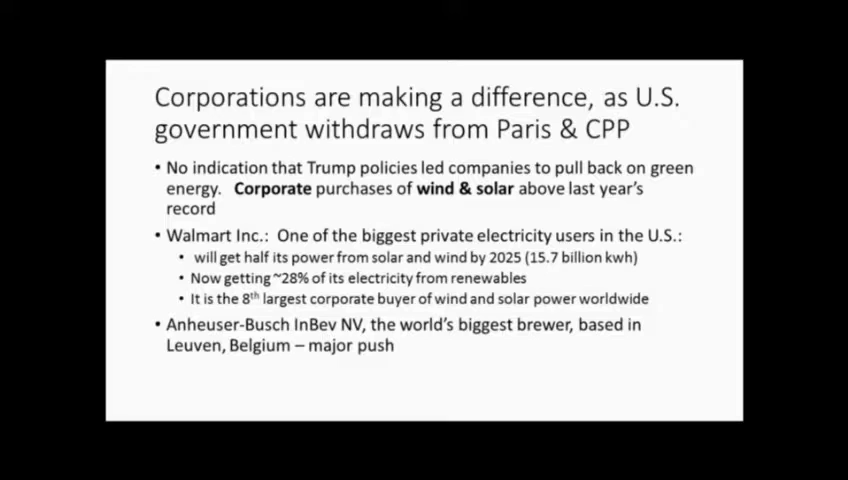 Corporations are making a difference, as U.S.
government withdraws from Paris & CPP
• No indication that Trump policies led companies to pull back on green
energy. Corporate purchases of wind & solar above last year's
record
• Walmart Inc.: One of the biggest private electricity users in the U.S.:
• will get half its power from solar and wind by 2025 (15.7 billion kwh)
• Now getting ~28% of its electricity from renewables
• It is the 8th largest corporate buyer of wind and solar power worldwide
• Anheuser-Busch InBev NV, the world's biggest brewer, based in
Leuven, Belgium – major push